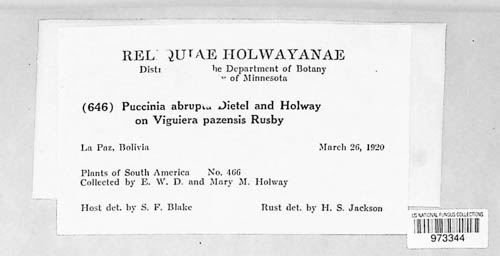 REL QUIAE HOLWAYANAE
Distr he Department of Botany
of Minnesota
(646) Puccinia abrupta Dietel and Holway
on Viguiera pazensis Rusby
La Paz, Bolivia March 26, 1920
Plants of South America No. 466
Collected by E. W. D. and Mary M. Holway
Host det. by S. F. Blake Rust det. by H. S. Jackson
US NATIONAL FUNGUS COLLECTIONS
973344